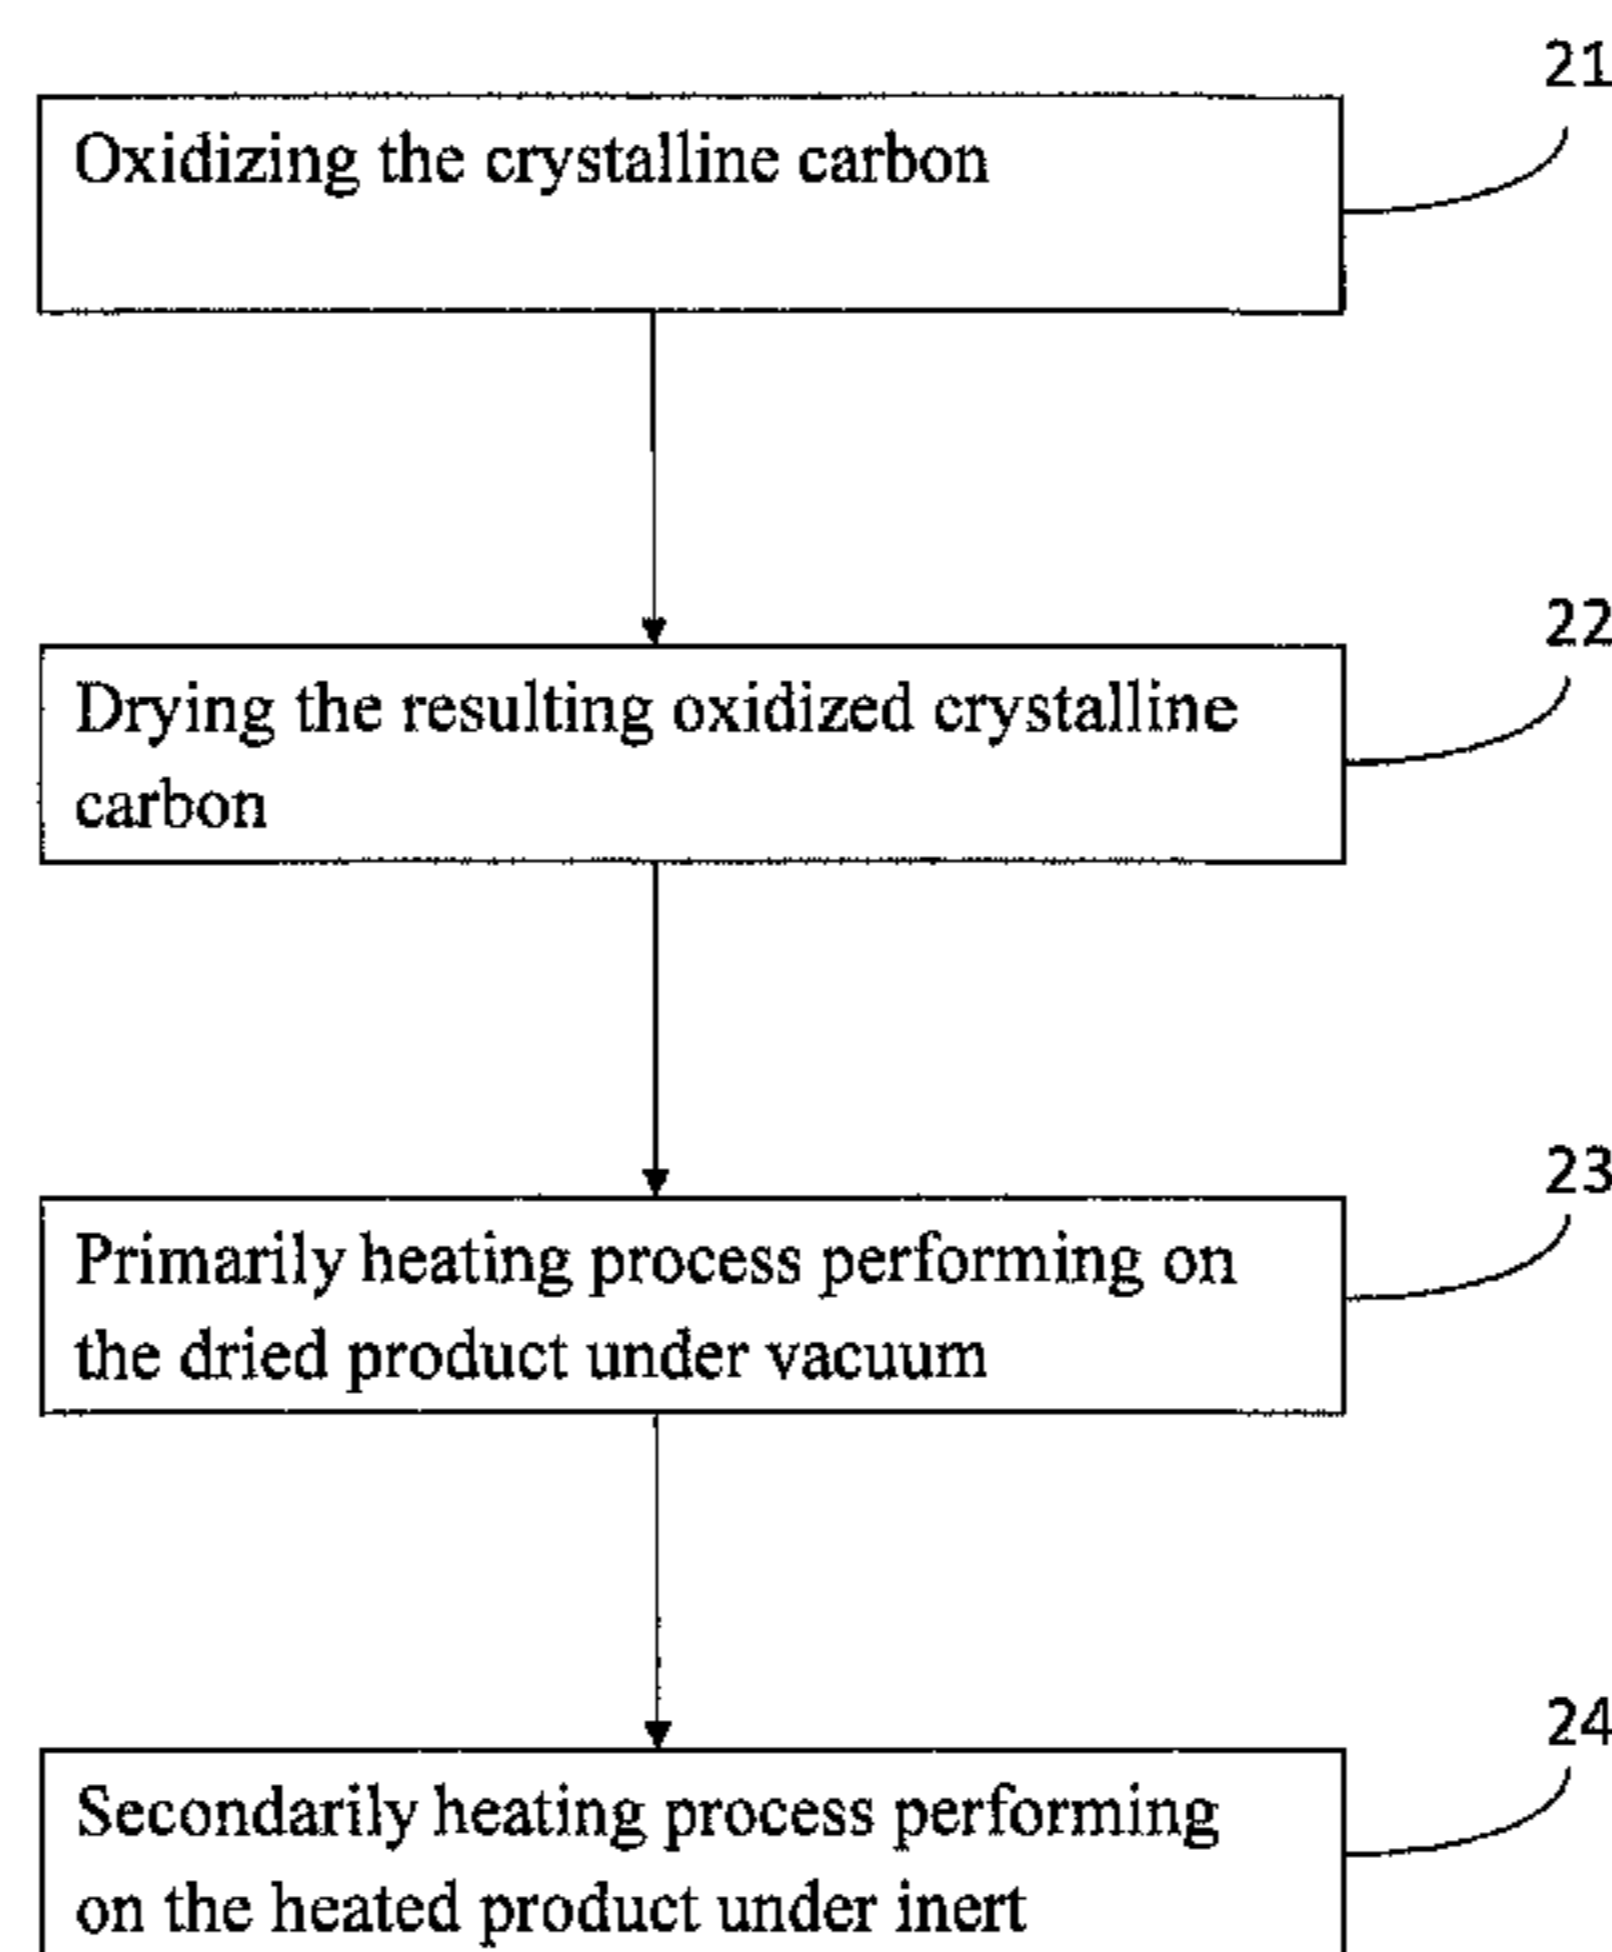 21
Oxidizing the crystalline carbon
22
Drying the resulting oxidized crystalline
carbon
23
Primarily heating process performing on
the dried product under vacuum
24
Secondarily heating process performing
on the heated product under inert